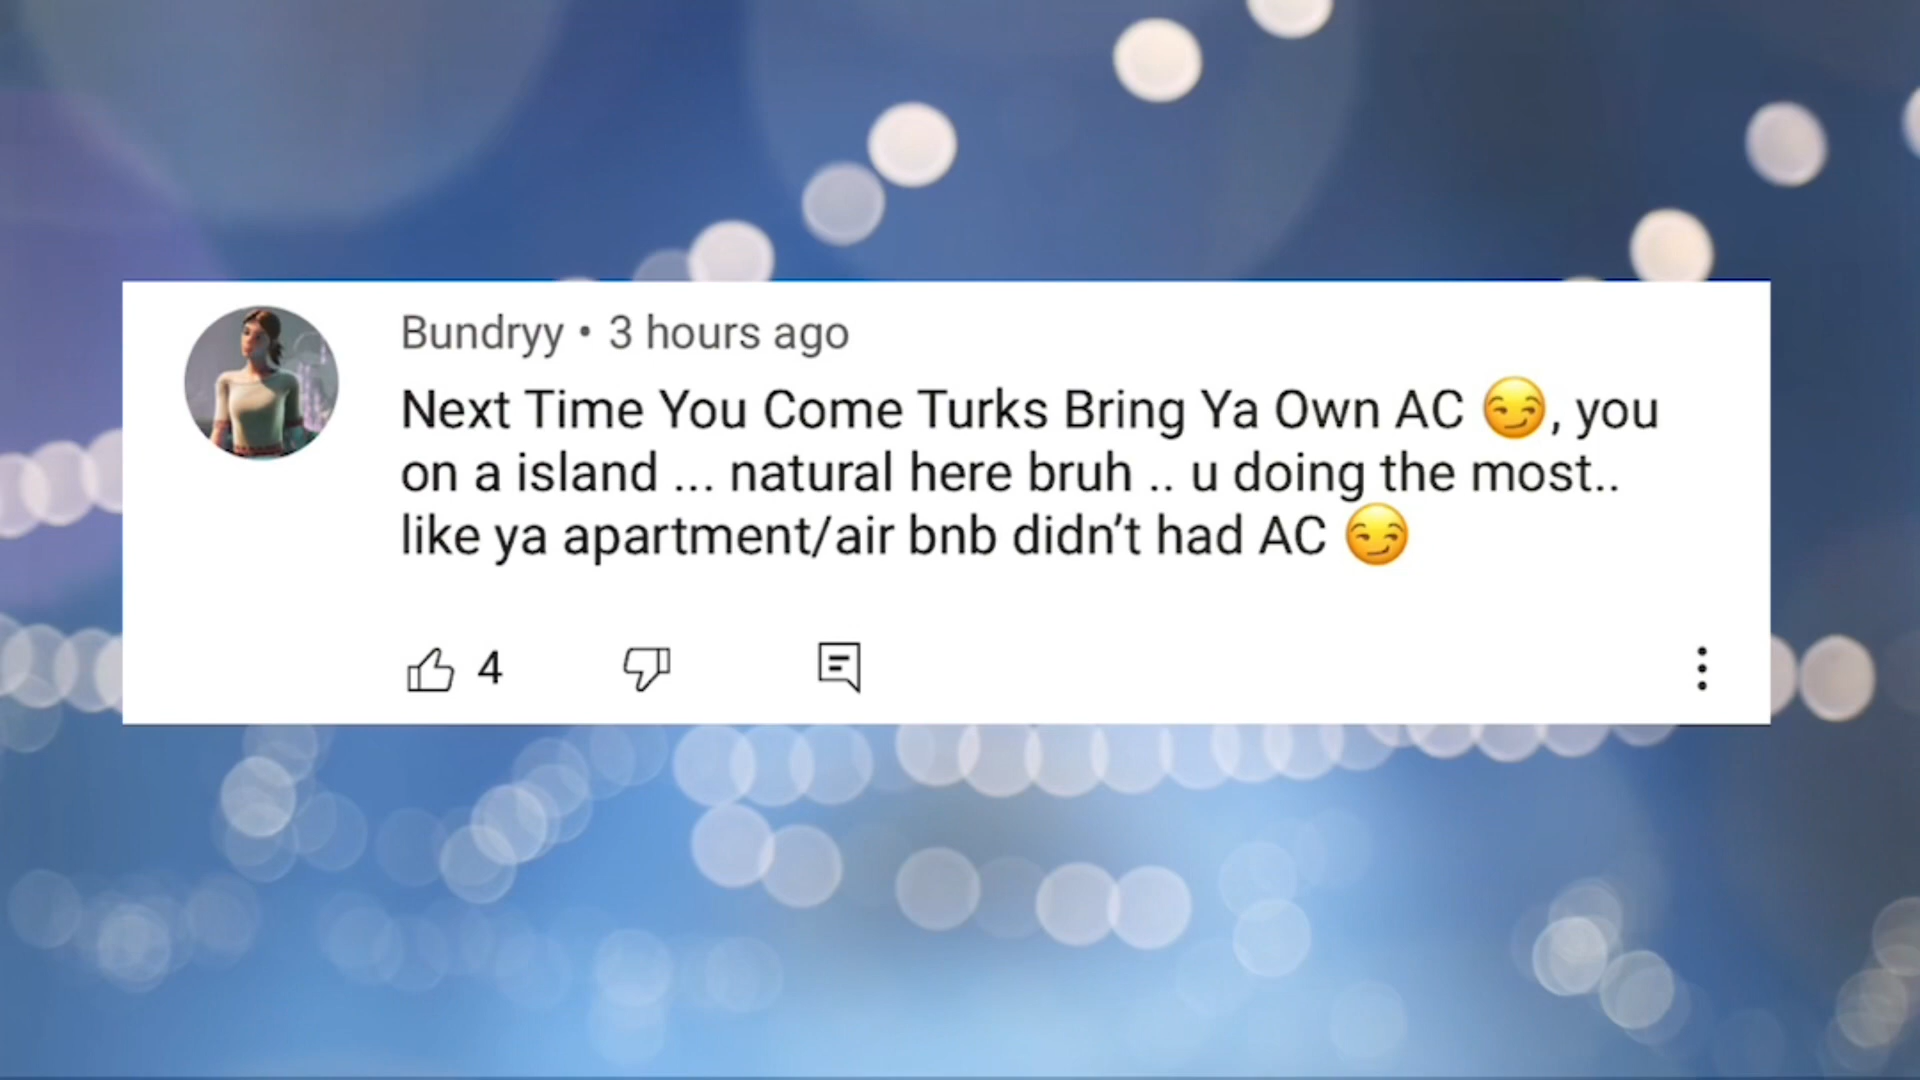 Bundryy • 3 hours ago
Next Time You Come Turks Bring Ya Own AC 😏, you
on a island ... natural here bruh .. u doing the most..
like ya apartment/air bnb didn’t had AC 😏
4